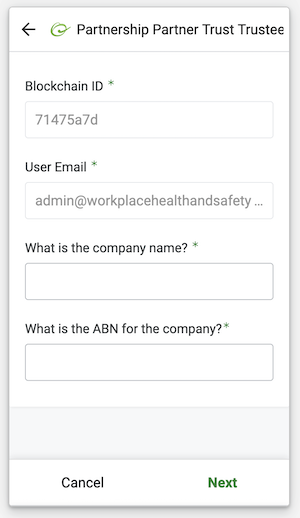 Partnership Partner Trust Trustee
Blockchain ID *
71475a7d
User Email *
admin@workplacehealthandsafety ...
What is the company name? *
What is the ABN for the company?*
Cancel
Next